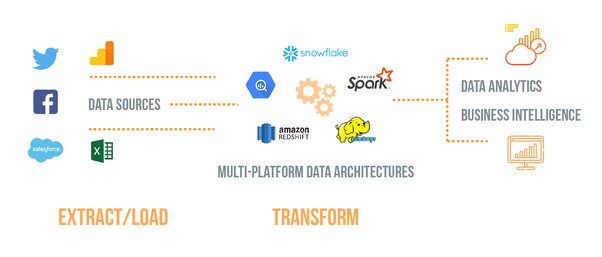 snowflake
APACHE
Spark
DATA SOURCES
DATA ANALYTICS
BUSINESS INTELLIGENCE
amazon
REDSHIFT
hadoop
salesforce
X
MULTI-PLATFORM DATA ARCHITECTURES
EXTRACT/LOAD
TRANSFORM